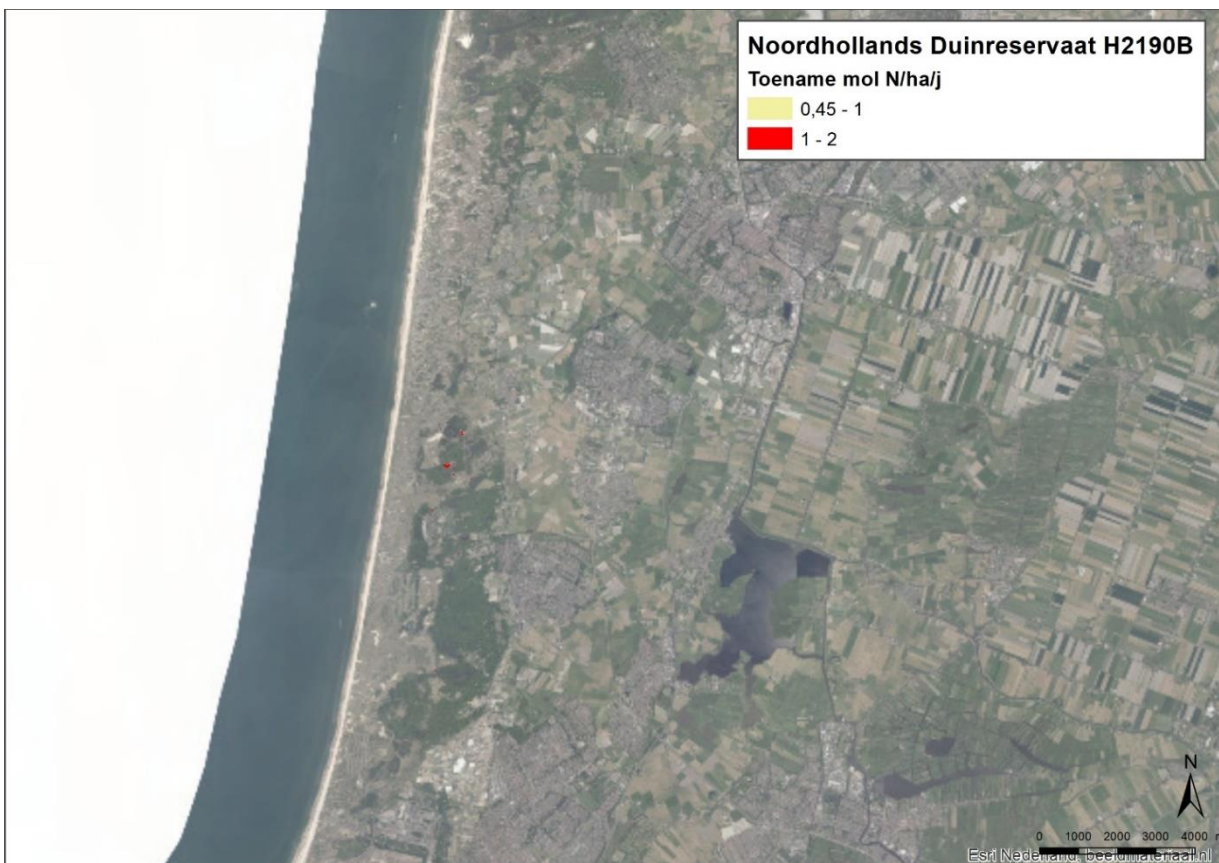 Noordhollands Duinreservaat H2190B
Toename mol N/ha/j
0,45 - 1
1 - 2
N
0 1000 2000 3000 4000 m
Esri Nederland, beeldmateriaal.nl